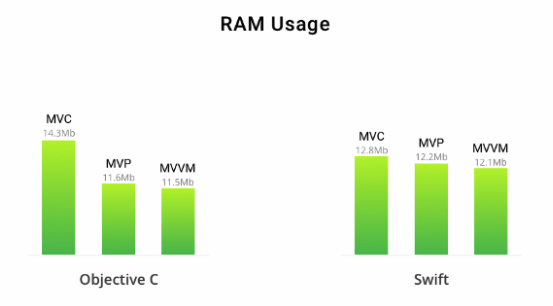 RAM Usage
MVC
14.3Mb
MVP
11.6Mb
MVVM
11.5Mb
Objective C
MVC
12.8Mb
MVP
12.2Mb
MVVM
12.1Mb
Swift